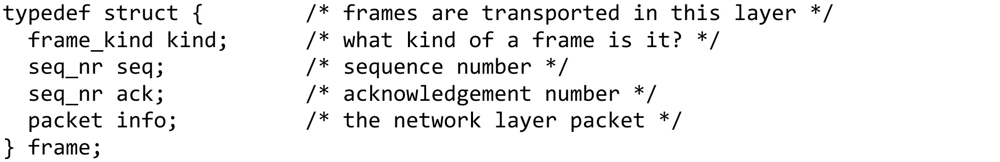 typedef struct {        /* frames are transported in this layer */
  frame_kind kind;      /* what kind of a frame is it? */
  seq_nr seq;           /* sequence number */
  seq_nr ack;           /* acknowledgement number */
  packet info;          /* the network layer packet */
} frame;